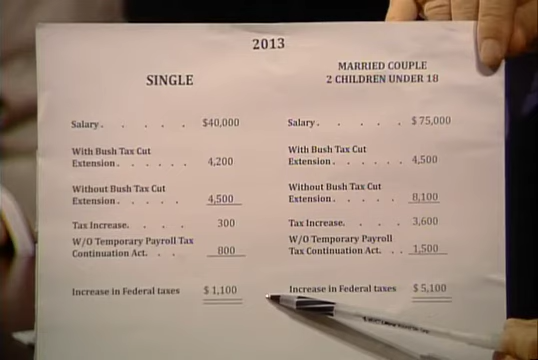 2013
SINGLE
Salary. . . . . $40,000
With Bush Tax Cut
Extension. . . . . . 4,200
Without Bush Tax Cut
Extension. . . . . . 4,500
Tax Increase. . . . 300
W/O Temporary Payroll Tax
Continuation Act. . . 800
Increase in Federal taxes $ 1,100
MARRIED COUPLE
2 CHILDREN UNDER 18
Salary. . . . . $ 75,000
With Bush Tax Cut
Extension. . . . . . 4,500
Without Bush Tax Cut
Extension. . . . . . 8,100
Tax Increase. . . . 3,600
W/O Temporary Payroll
Tax Continuation Act. . . 1,500
Increase in Federal taxes $ 5,100